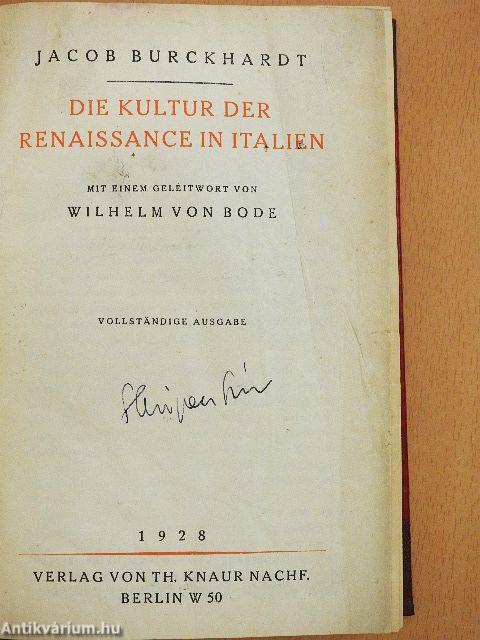 JACOB BURCKHARDT
DIE KULTUR DER
RENAISSANCE IN ITALIEN
MIT EINEM GELEITWORT VON
WILHELM VON BODE
VOLLSTÄNDIGE AUSGABE
1928
VERLAG VON TH. KNAUR NACHF.
BERLIN W 50
Antikvárium.hu